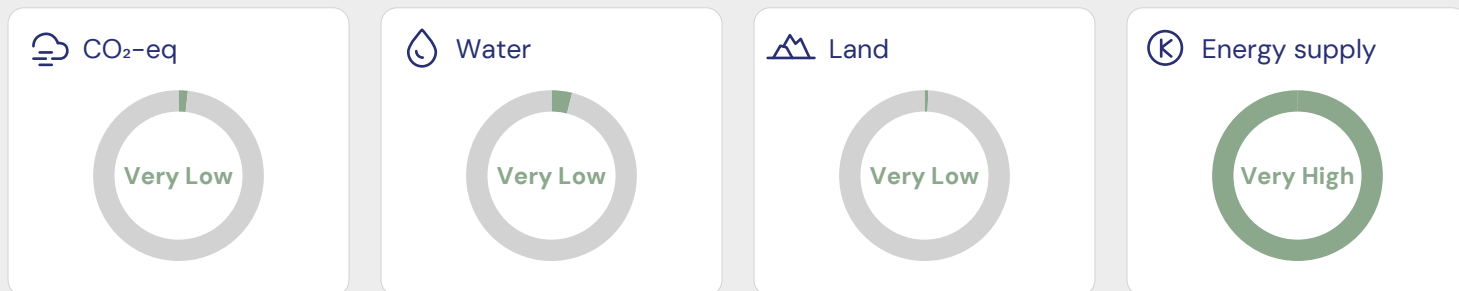 CO₂-eq
Very Low
Water
Very Low
Land
Very Low
Energy supply
Very High